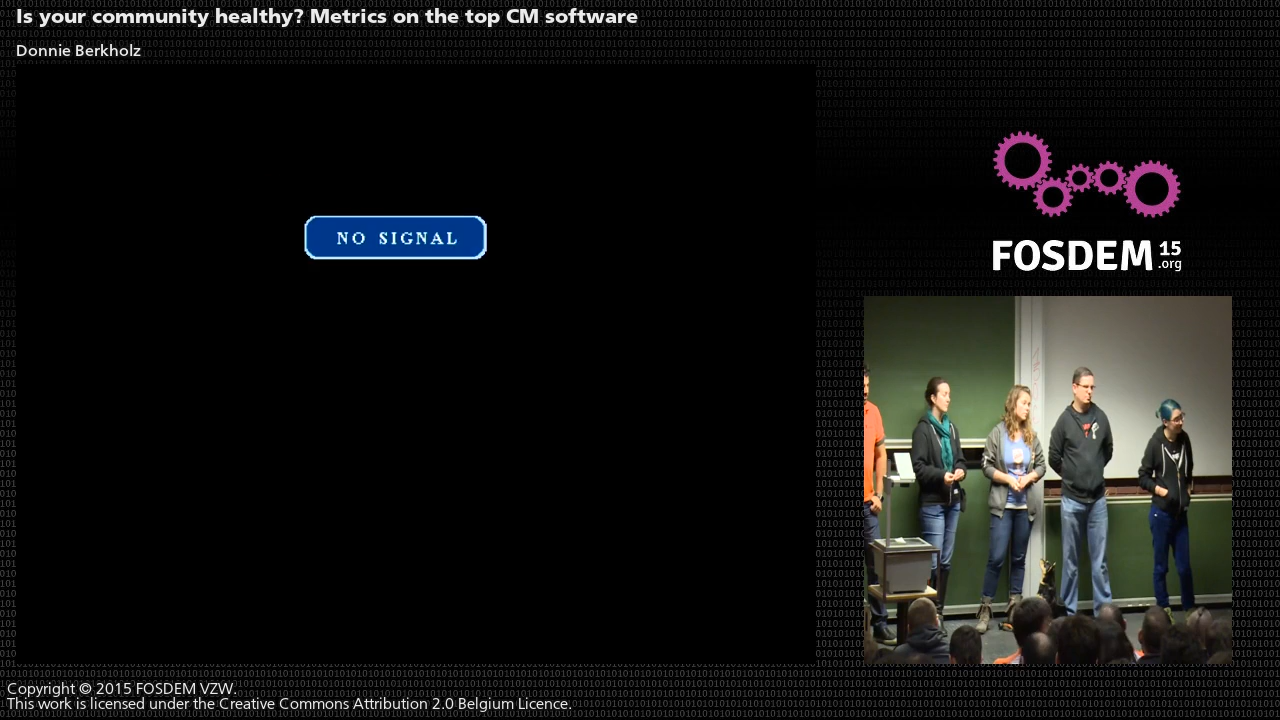 Is your community healthy? Metrics on the top CM software
Donnie Berkholz
NO SIGNAL
FOSDEM 15
.org
Copyright © 2015 FOSDEM VZW.
This work is licensed under the Creative Commons Attribution 2.0 Belgium Licence.